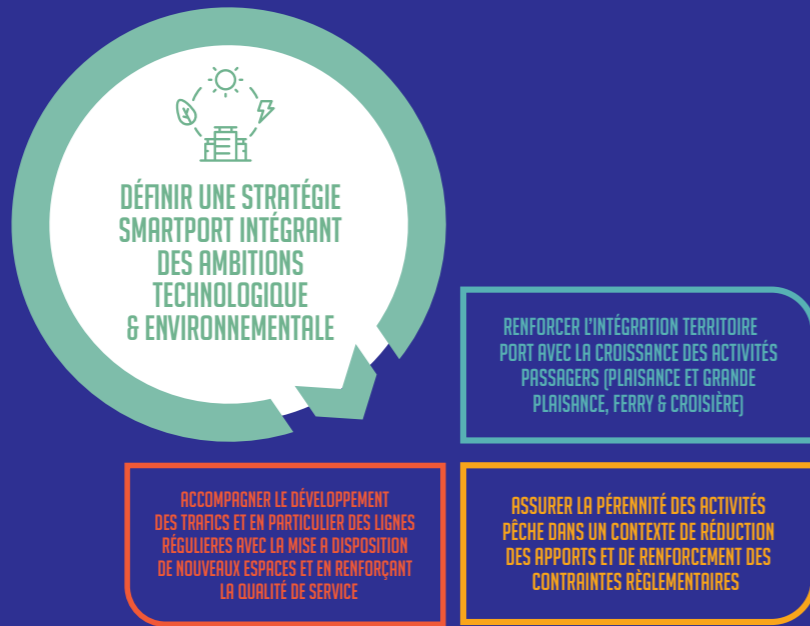 DÉFINIR UNE STRATÉGIE
SMARTPORT INTÉGRANT
DES AMBITIONS
TECHNOLOGIQUE
& ENVIRONNEMENTALE
RENFORCER L'INTÉGRATION TERRITOIRE
PORT AVEC LA CROISSANCE DES ACTIVITÉS
PASSAGERS (PLAISANCE ET GRANDE
PLAISANCE, FERRY & CROISIÈRE)
ACCOMPAGNER LE DÉVELOPPEMENT
DES TRAFICS ET EN PARTICULIER DES LIGNES
RÉGULIERES AVEC LA MISE A DISPOSITION
DE NOUVEAUX ESPACES ET EN RENFORÇANT
LA QUALITÉ DE SERVICE
ASSURER LA PÉRENNITÉ DES ACTIVITÉS
PÊCHE DANS UN CONTEXTE DE RÉDUCTION
DES APPORTS ET DE RENFORCEMENT DES
CONTRAINTES RÈGLEMENTAIRES